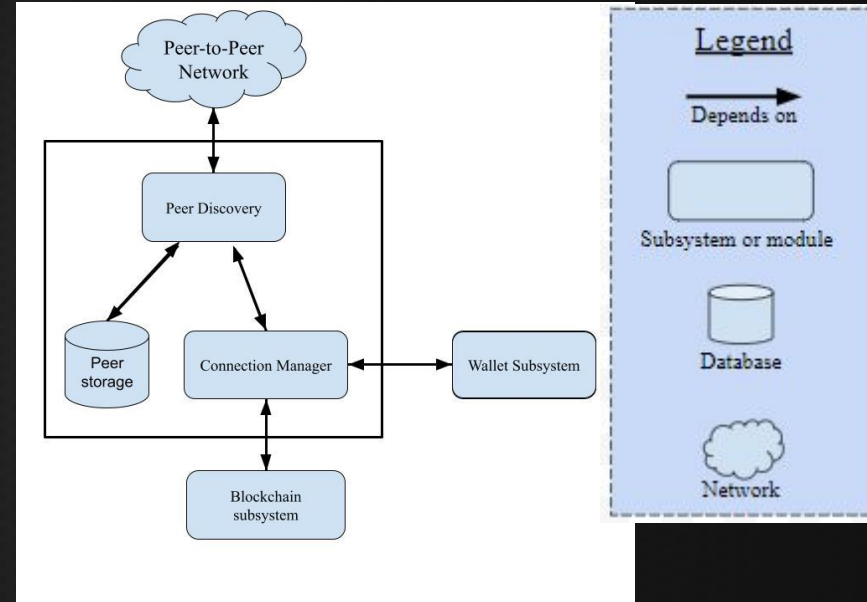 Peer-to-Peer
Network
Peer Discovery
Peer
storage
Connection Manager
Wallet Subsystem
Blockchain
subsystem
Legend
Depends on
Subsystem or module
Database
Network